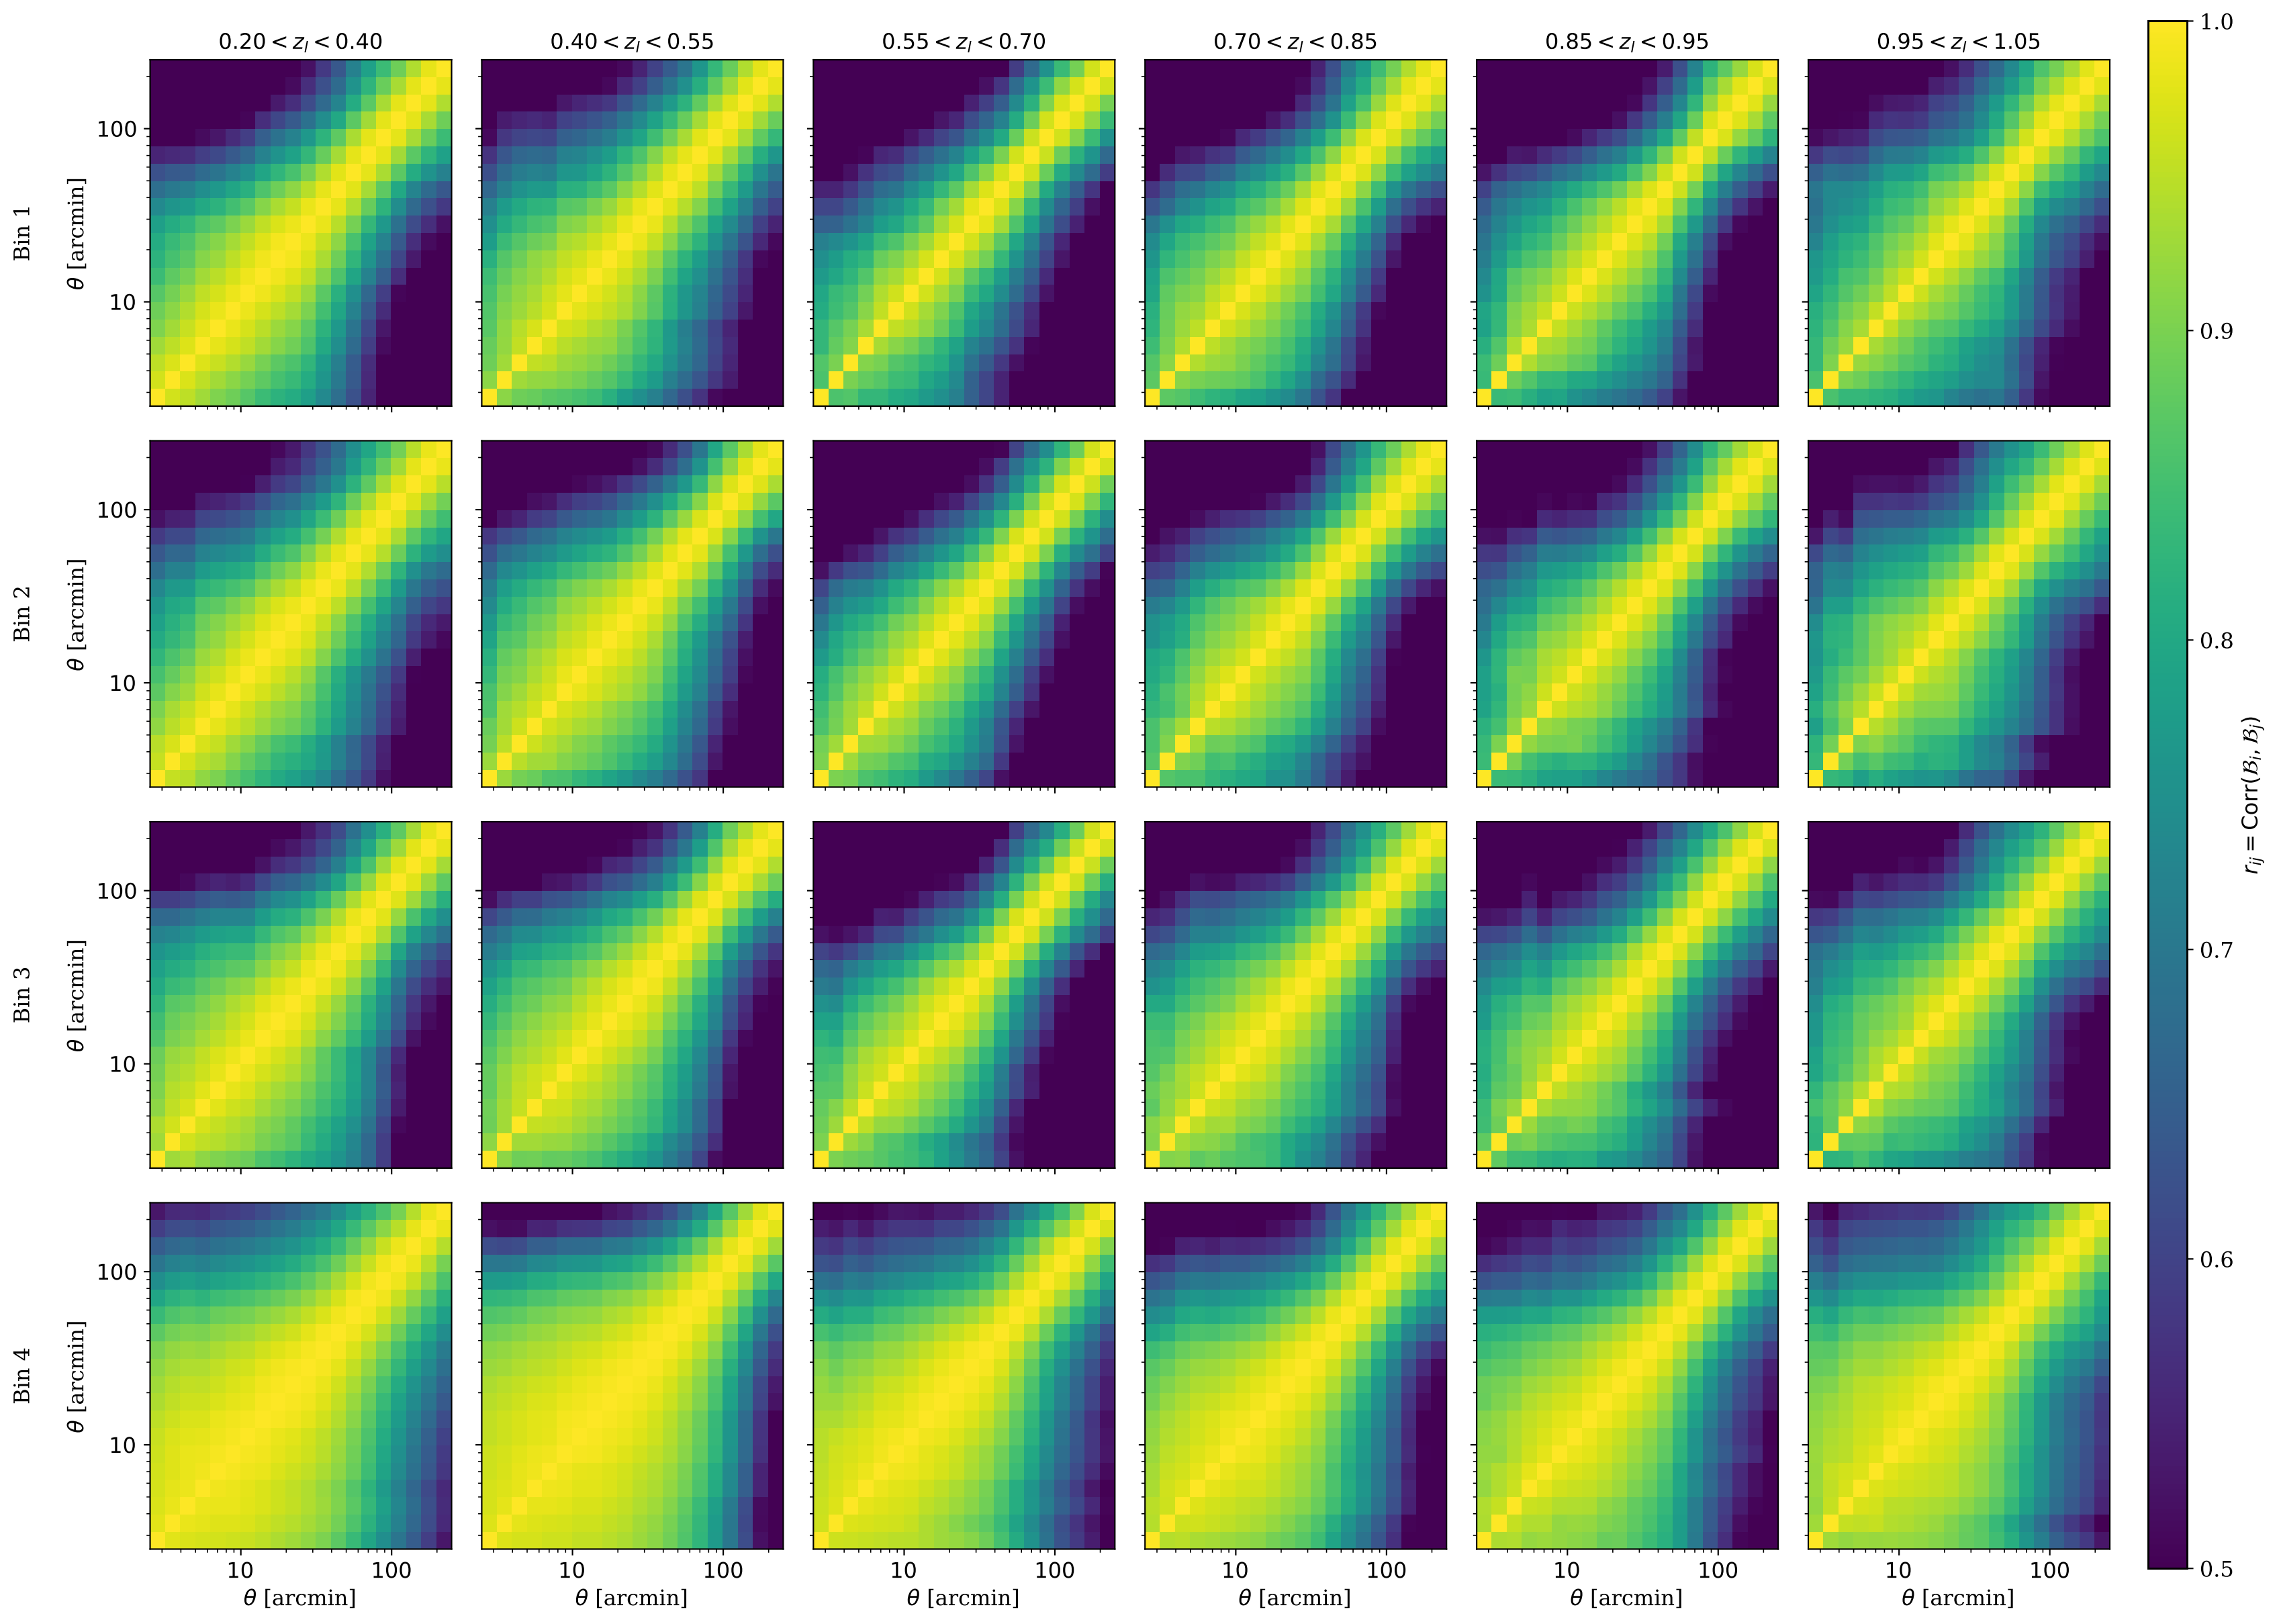 0.20 < z_l < 0.40
0.40 < z_l < 0.55
0.55 < z_l < 0.70
0.70 < z_l < 0.85
0.85 < z_l < 0.95
0.95 < z_l < 1.05
Bin 1
θ [arcmin]
100
10
Bin 2
θ [arcmin]
100
10
Bin 3
θ [arcmin]
100
10
Bin 4
θ [arcmin]
100
10
10 100
10 100
10 100
10 100
10 100
10 100
θ [arcmin]
θ [arcmin]
θ [arcmin]
θ [arcmin]
θ [arcmin]
θ [arcmin]
1.0
0.9
0.8
0.7
0.6
0.5
r_ij = Corr(ℬ_i, ℬ_j)